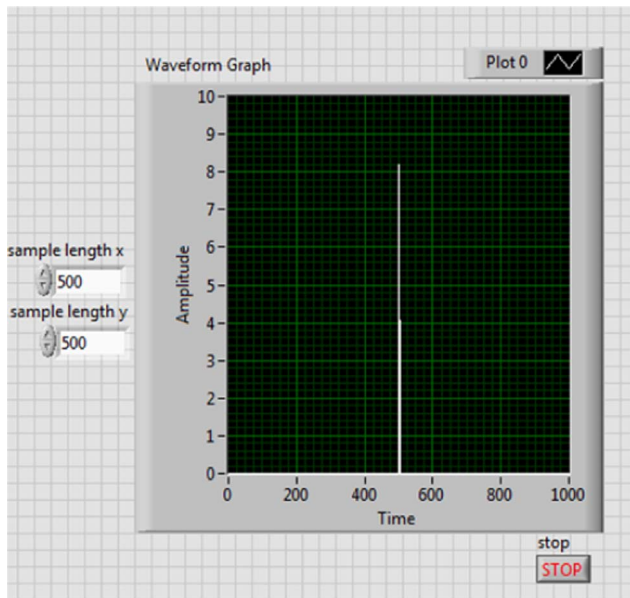 Waveform Graph
Plot 0
10
9
8
7
6
5
4
3
2
1
0
Amplitude
0 200 400 600 800 1000
Time
sample length x
500
sample length y
500
stop
STOP